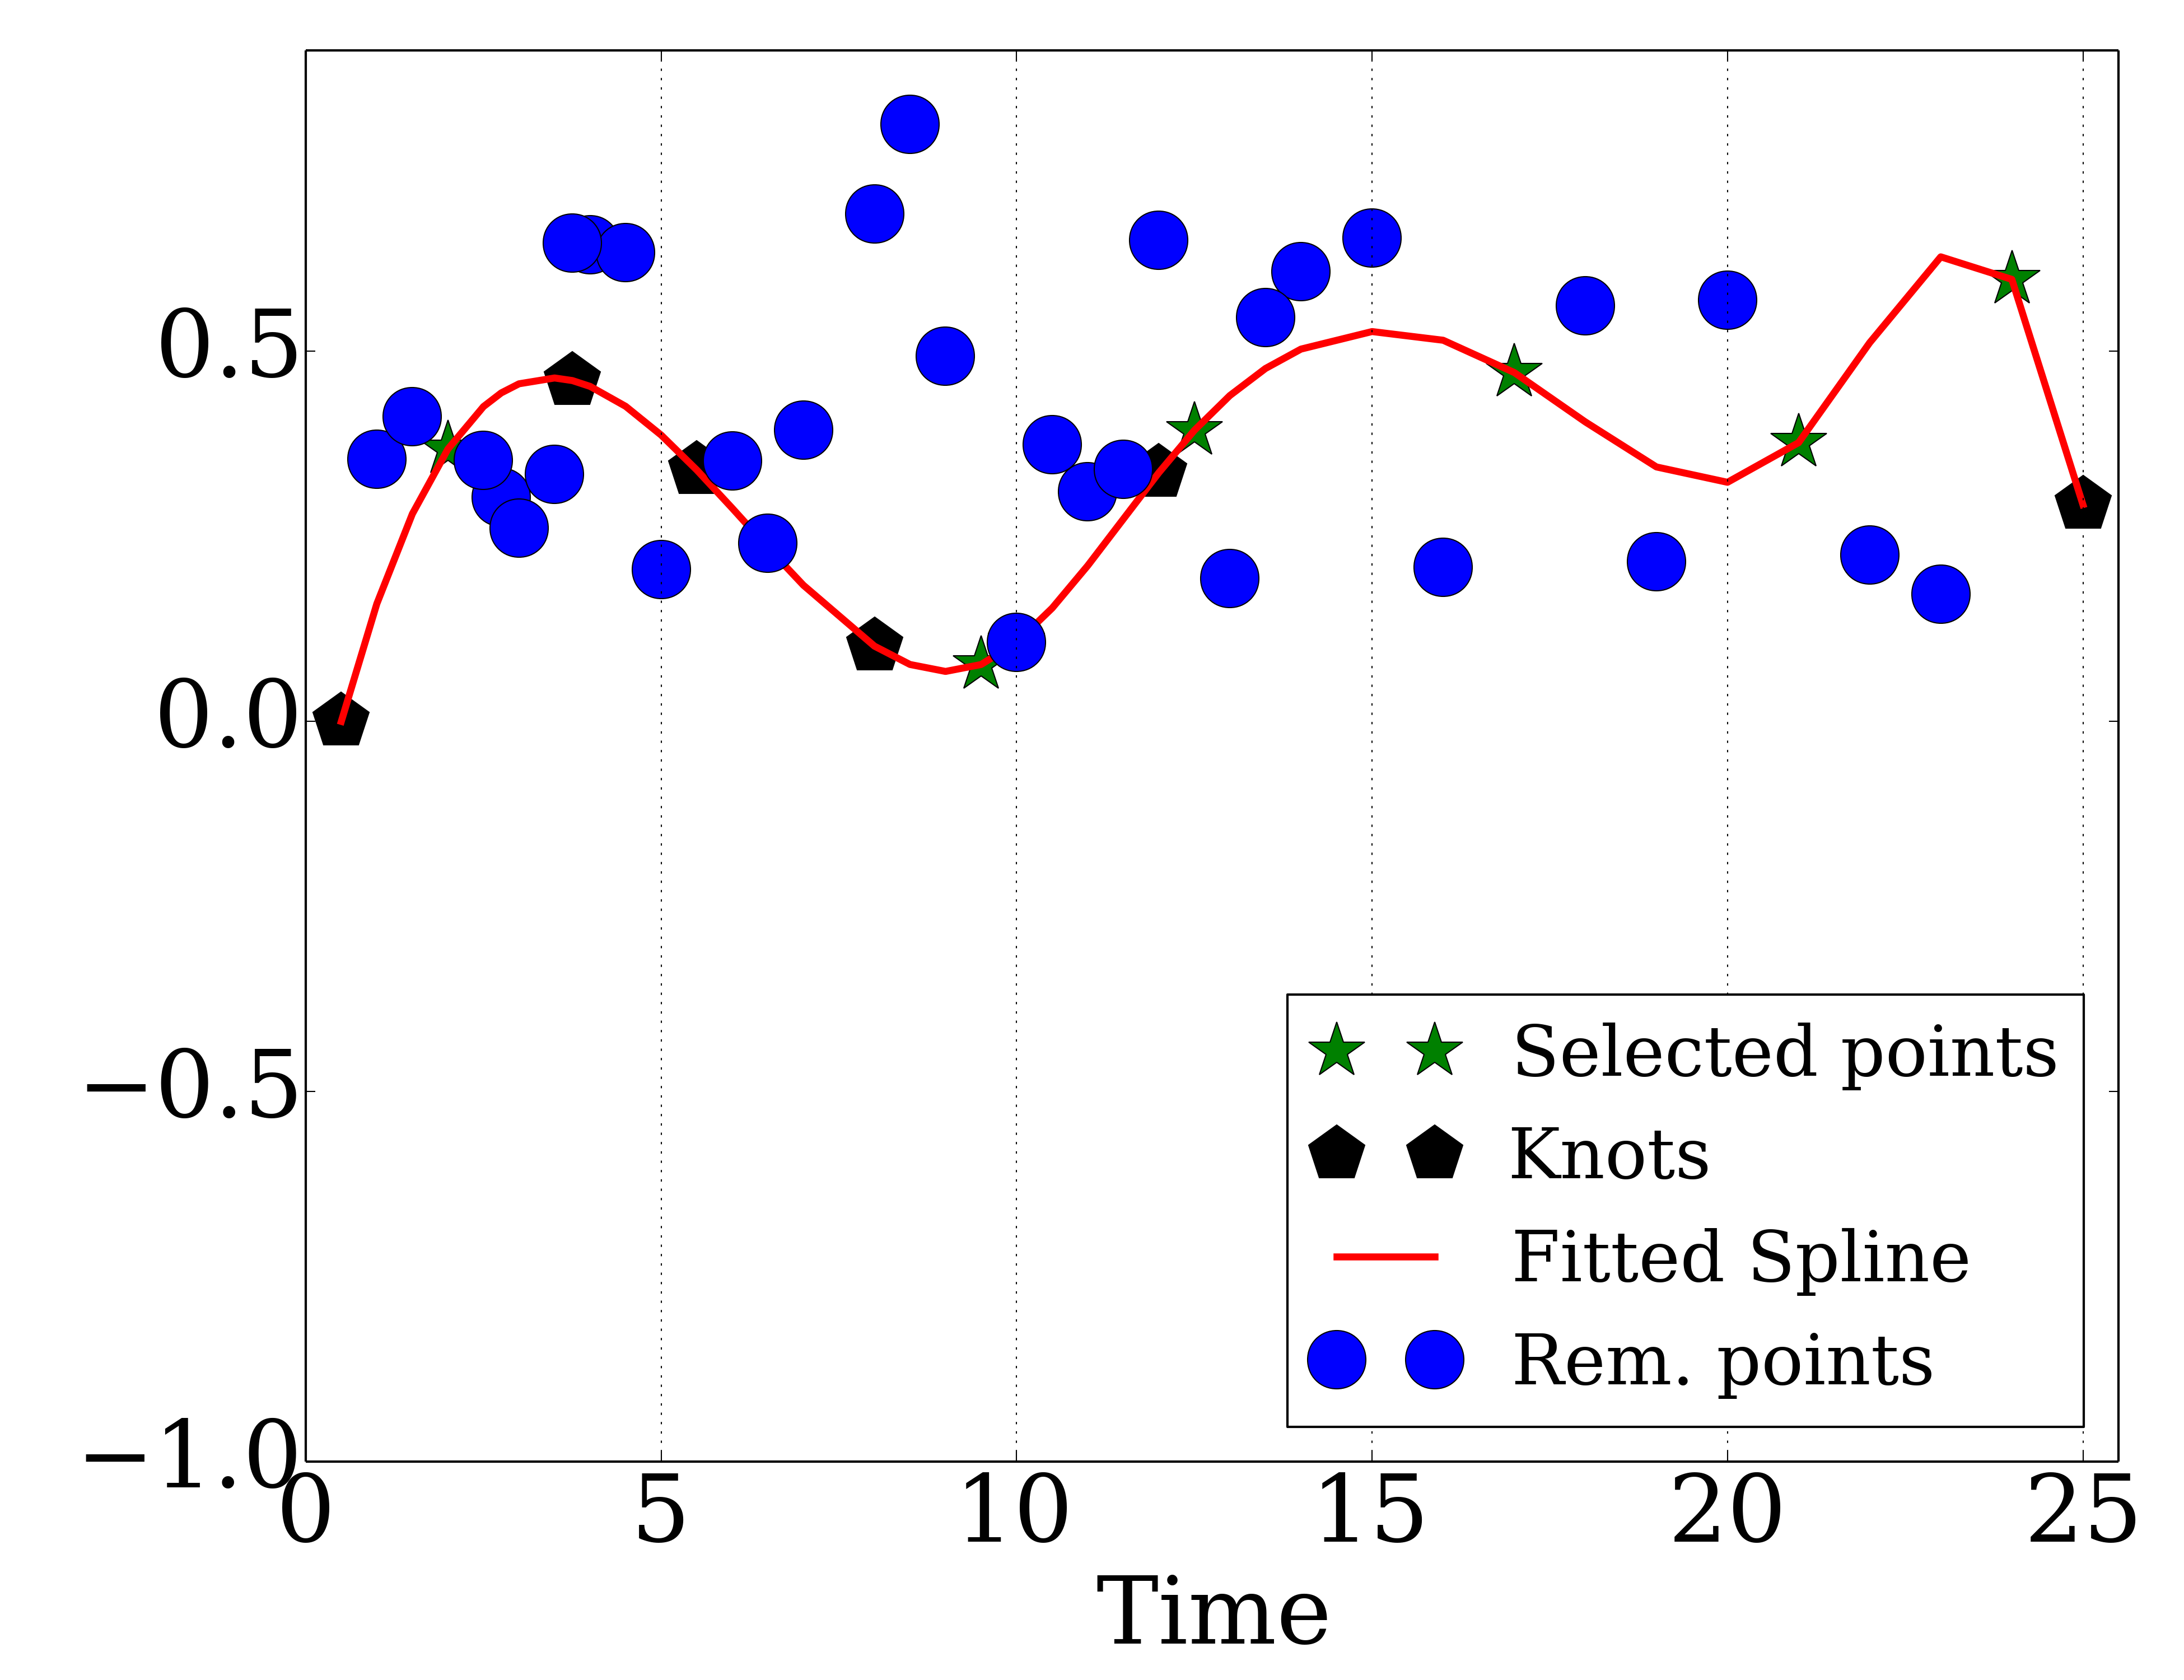 0.5
0.0
−0.5
−1.0
0 5 10 15 20 25
Time
Selected points
Knots
Fitted Spline
Rem. points